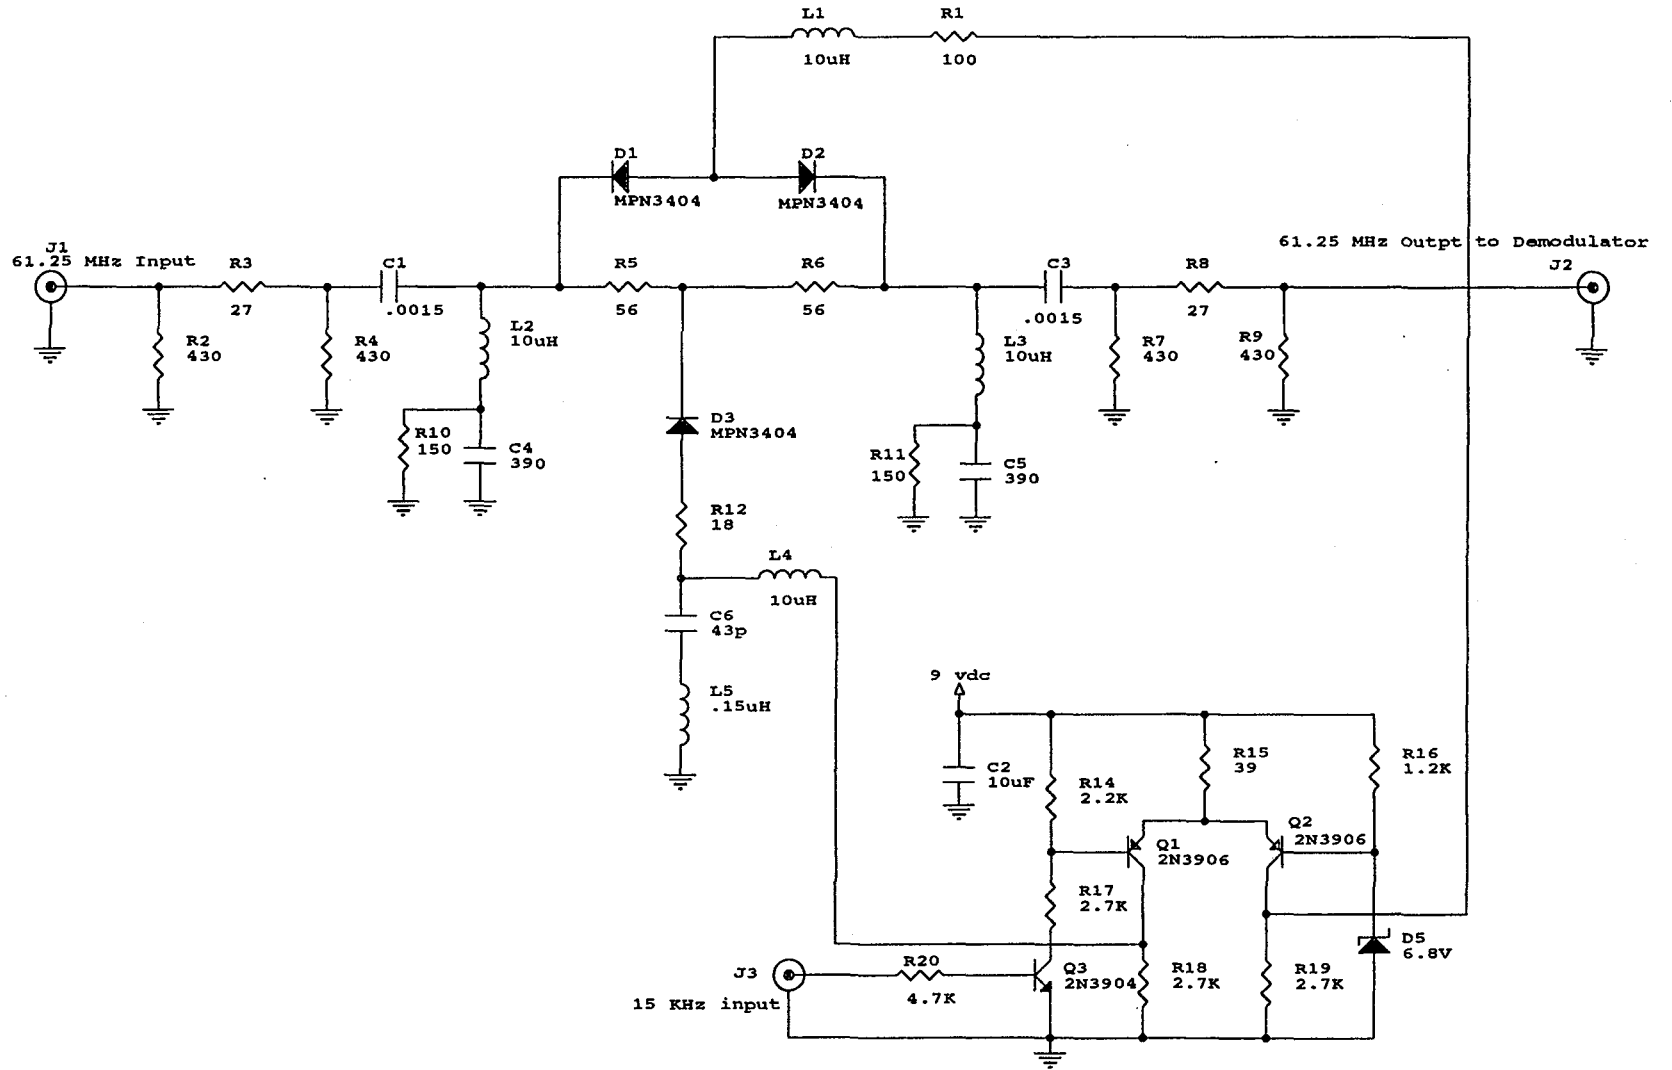 L1
10uH
R1
100
D1
MPN3404
D2
MPN3404
J1
61.25 MHz Input
R3
27
C1
.0015
R5
56
R6
56
C3
.0015
R8
27
61.25 MHz Outpt to Demodulator
J2
R2
430
R4
430
L2
10uH
L3
10uH
R7
430
R9
430
R10
150
C4
390
D3
MPN3404
R11
150
C5
390
R12
18
L4
10uH
C6
43p
L5
.15uH
9 vdc
C2
10uF
R14
2.2K
R15
39
R16
1.2K
Q1
2N3906
Q2
2N3906
R17
2.7K
D5
6.8V
J3
15 KHz input
R20
4.7K
Q3
2N3904
R18
2.7K
R19
2.7K